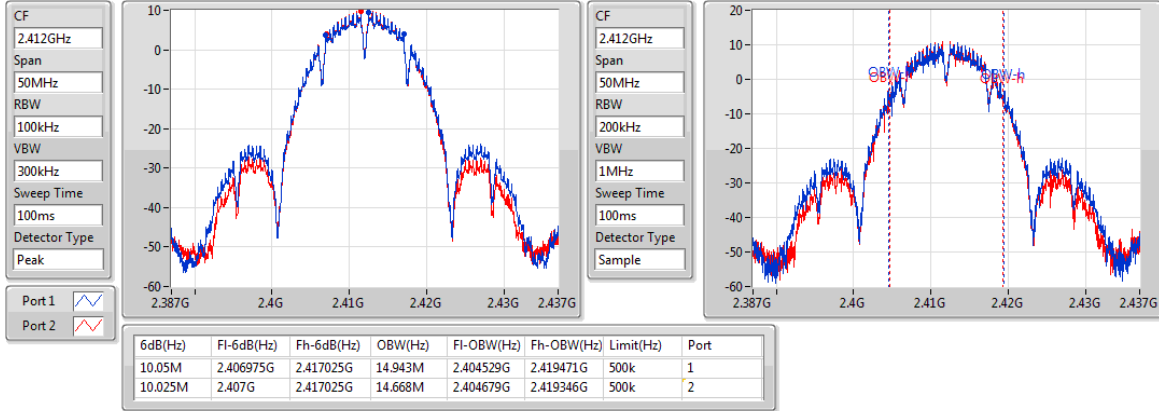 CF
2.412GHz
Span
50MHz
RBW
100kHz
VBW
300kHz
Sweep Time
100ms
Detector Type
Peak
Port 1
Port 2
10
0
-10
-20
-30
-40
-50
-60
2.387G 2.4G 2.41G 2.42G 2.43G 2.437G
CF
2.412GHz
Span
50MHz
RBW
200kHz
VBW
1MHz
Sweep Time
100ms
Detector Type
Sample
20
10
0
-10
-20
-30
-40
-50
-60
OBW-h
2.387G 2.4G 2.41G 2.42G 2.43G 2.437G
6dB(Hz) Fl-6dB(Hz) Fh-6dB(Hz) OBW(Hz) Fl-OBW(Hz) Fh-OBW(Hz) Limit(Hz) Port
10.05M 2.406975G 2.417025G 14.943M 2.404529G 2.419471G 500k 1
10.025M 2.407G 2.417025G 14.668M 2.404679G 2.419346G 500k 2